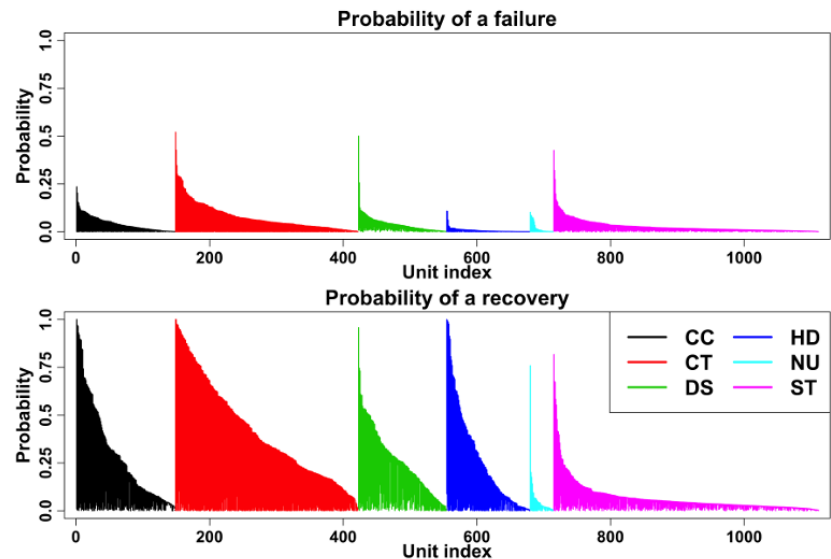 Probability of a failure
Probability
1.0
0.5
0.25
0.0
0 200 400 600 800 1000
Unit index
Probability of a recovery
Probability
1.0
0.75
0.5
0.25
0.0
CC HD
CT NU
DS ST
0 200 400 600 800 1000
Unit index